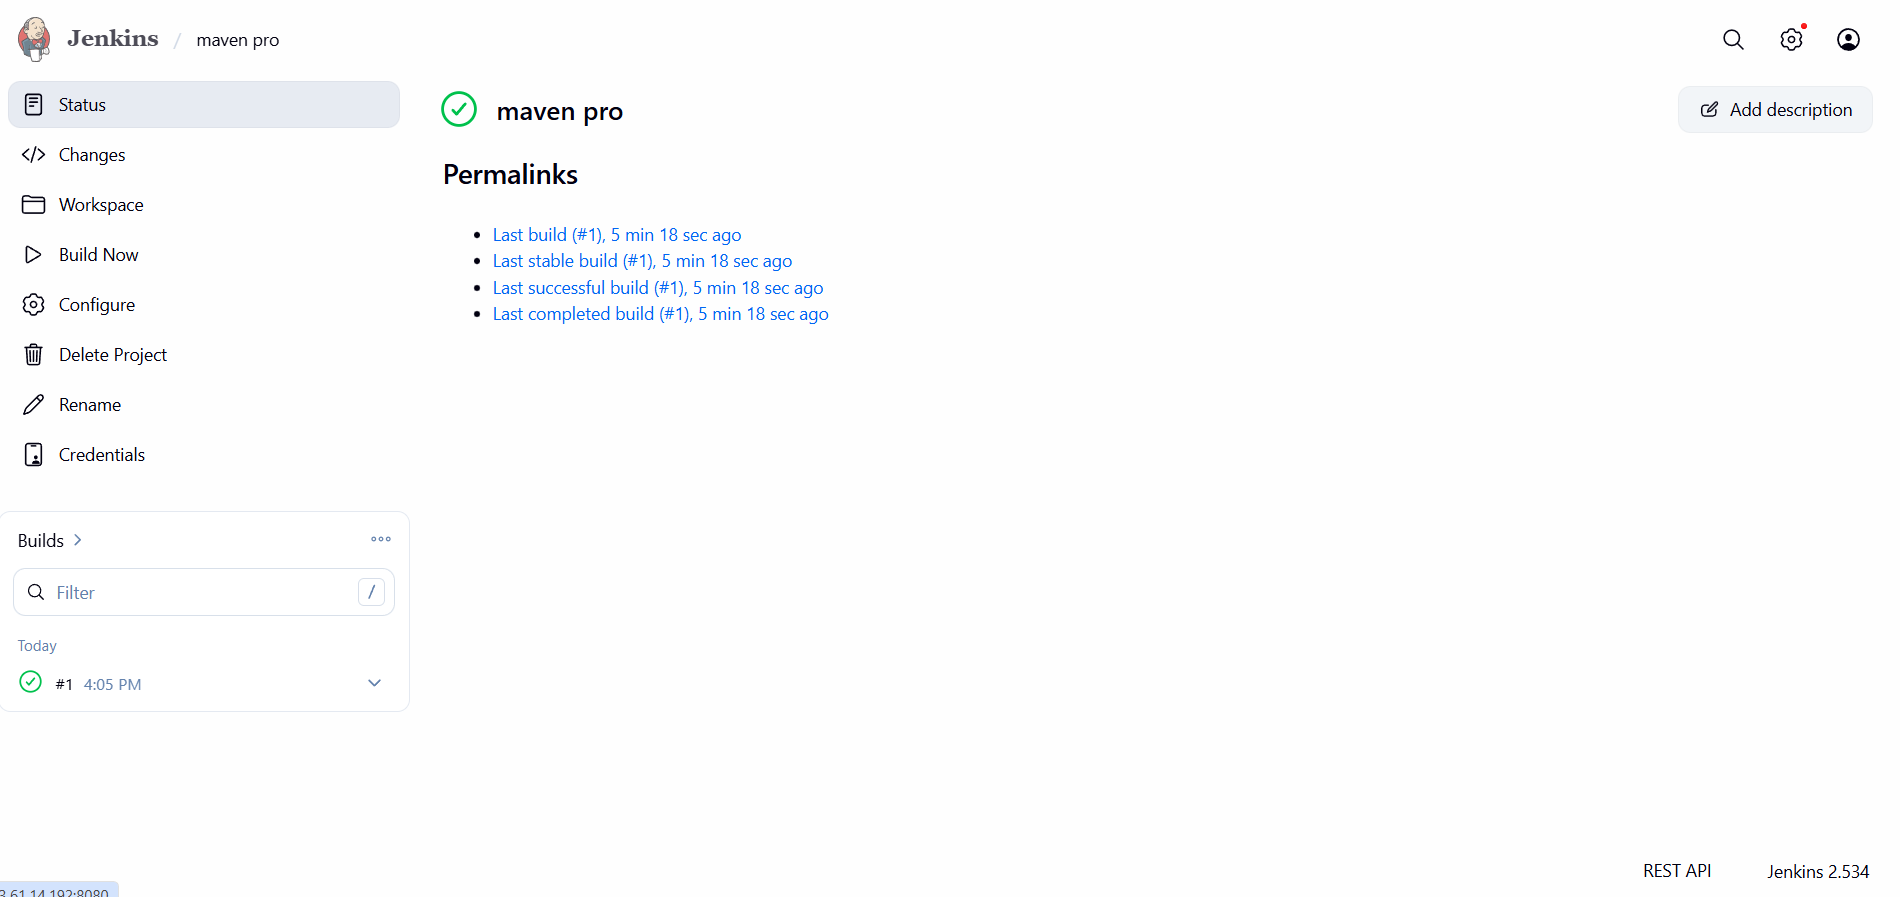 Jenkins / maven pro
Status
Changes
Workspace
Build Now
Configure
Delete Project
Rename
Credentials
Builds
Filter /
Today
#1 4:05 PM
maven pro
Add description
Permalinks
Last build (#1), 5 min 18 sec ago
Last stable build (#1), 5 min 18 sec ago
Last successful build (#1), 5 min 18 sec ago
Last completed build (#1), 5 min 18 sec ago
REST API
Jenkins 2.534
3.61.14.192:8080